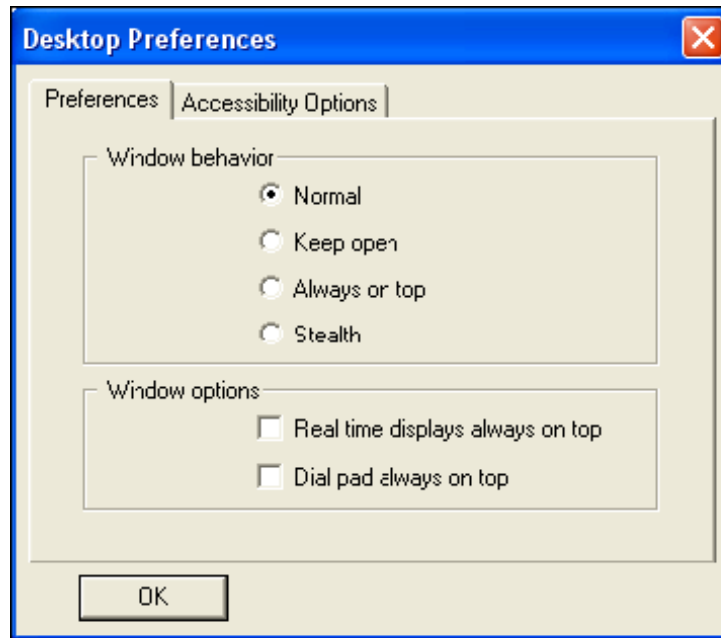 Desktop Preferences
Preferences
Accessibility Options
Window behavior
Normal
Keep open
Always on top
Stealth
Window options
Real time displays always on top
Dial pad always on top
OK